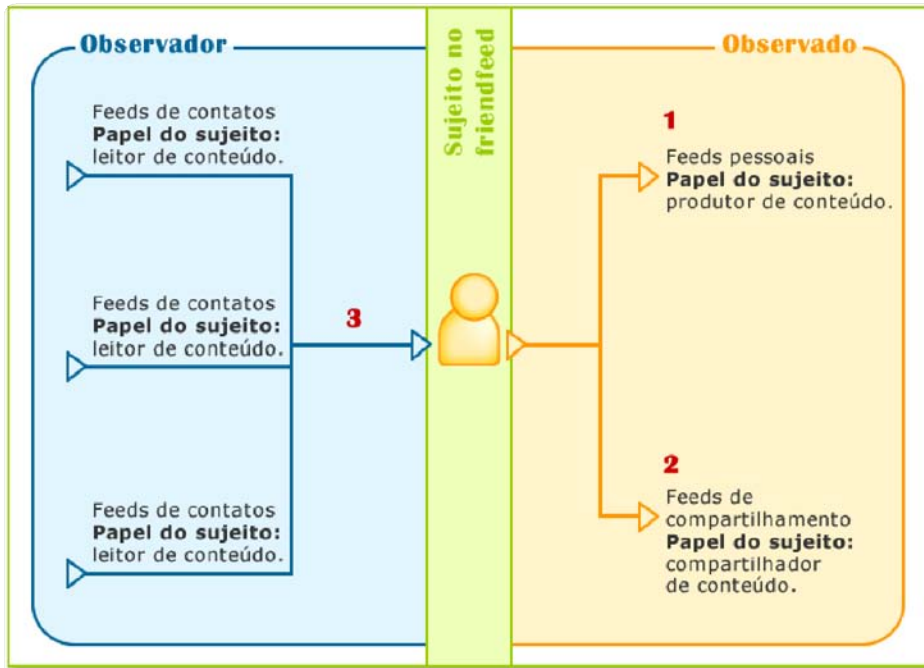 Observador
Feeds de contatos
Papel do sujeito:
leitor de conteúdo.
Feeds de contatos
Papel do sujeito:
leitor de conteúdo.
3
Feeds de contatos
Papel do sujeito:
leitor de conteúdo.
Sujeito no
friendfeed
Observado
1
Feeds pessoais
Papel do sujeito:
produtor de conteúdo.
2
Feeds de
compartilhamento
Papel do sujeito:
compartilhador
de conteúdo.